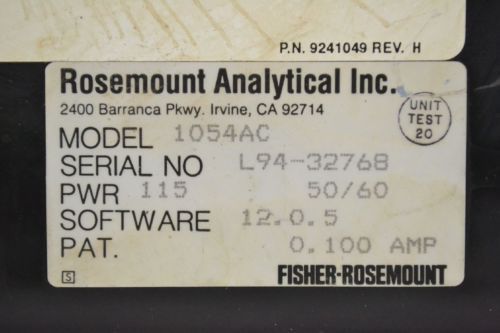 P.N. 9241049 REV. H
Rosemount Analytical Inc.
2400 Barranca Pkwy. Irvine, CA 92714
UNIT
TEST
20
MODEL 1054AC
SERIAL NO L94-32768
PWR 115 50/60
SOFTWARE 12.0.5
PAT. 0.100 AMP
S FISHER-ROSEMOUNT